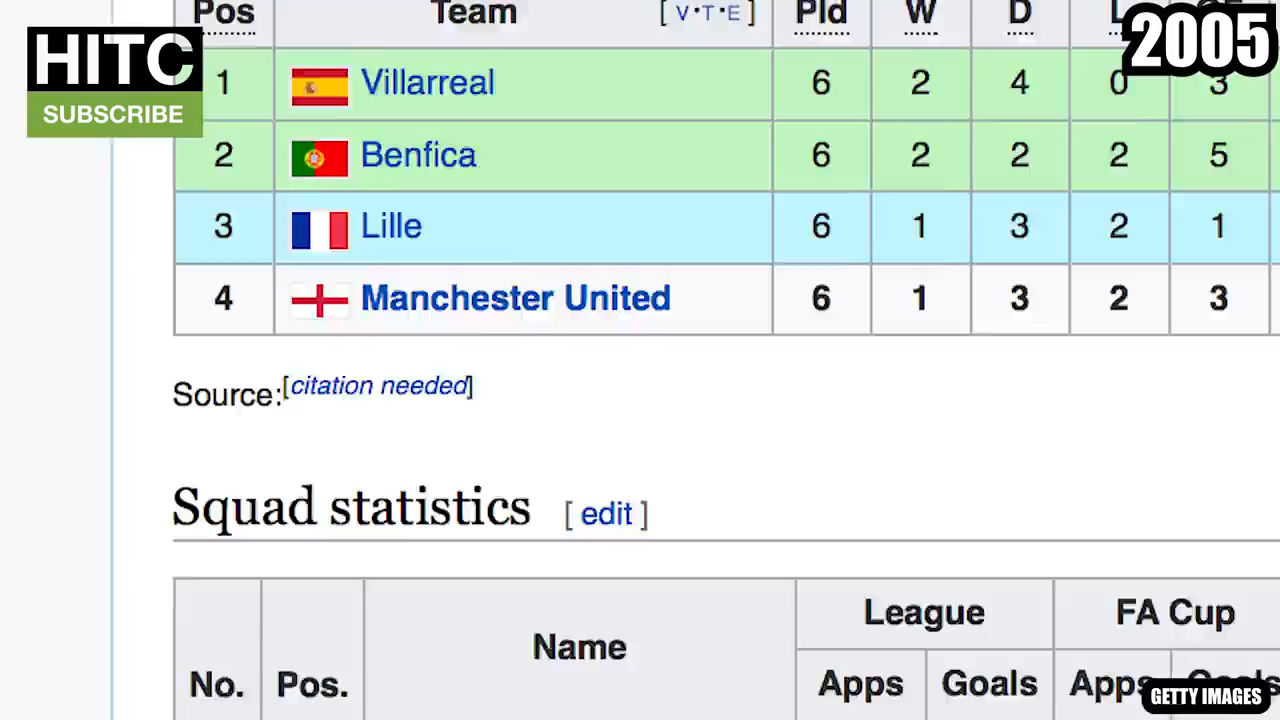 HITC
SUBSCRIBE
2005
Pos Team [ V • T • E ] Pld W D L
1 Villarreal 6 2 4 0 3
2 Benfica 6 2 2 2 5
3 Lille 6 1 3 2 1
4 Manchester United 6 1 3 2 3
Source:[citation needed]
Squad statistics [ edit ]
No. Pos. Name League FA Cup
Apps Goals Apps Goals
GETTY IMAGES